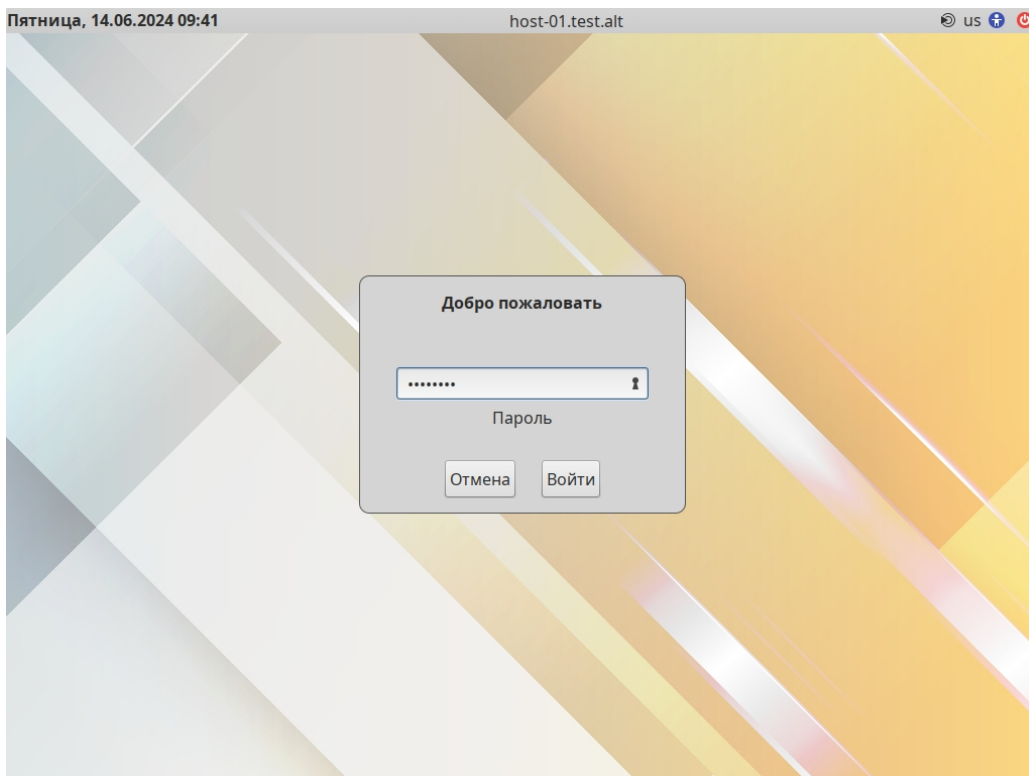 Пятница, 14.06.2024 09:41 host-01.test.alt us
Добро пожаловать
••••••••
Пароль
Отмена Войти